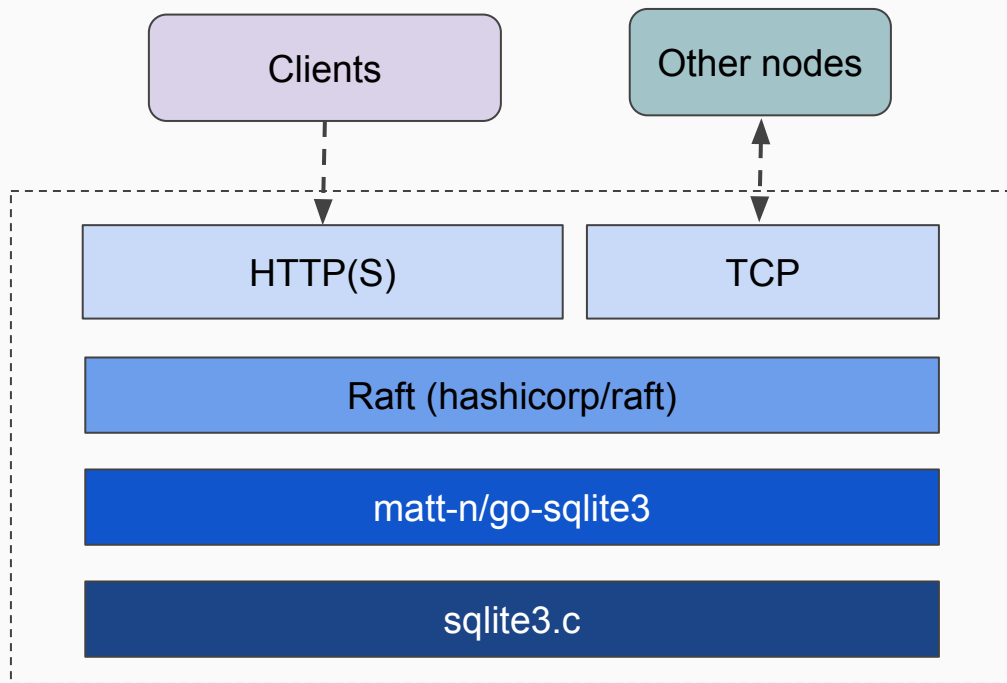 Clients
Other nodes
HTTP(S)
TCP
Raft (hashicorp/raft)
matt-n/go-sqlite3
sqlite3.c